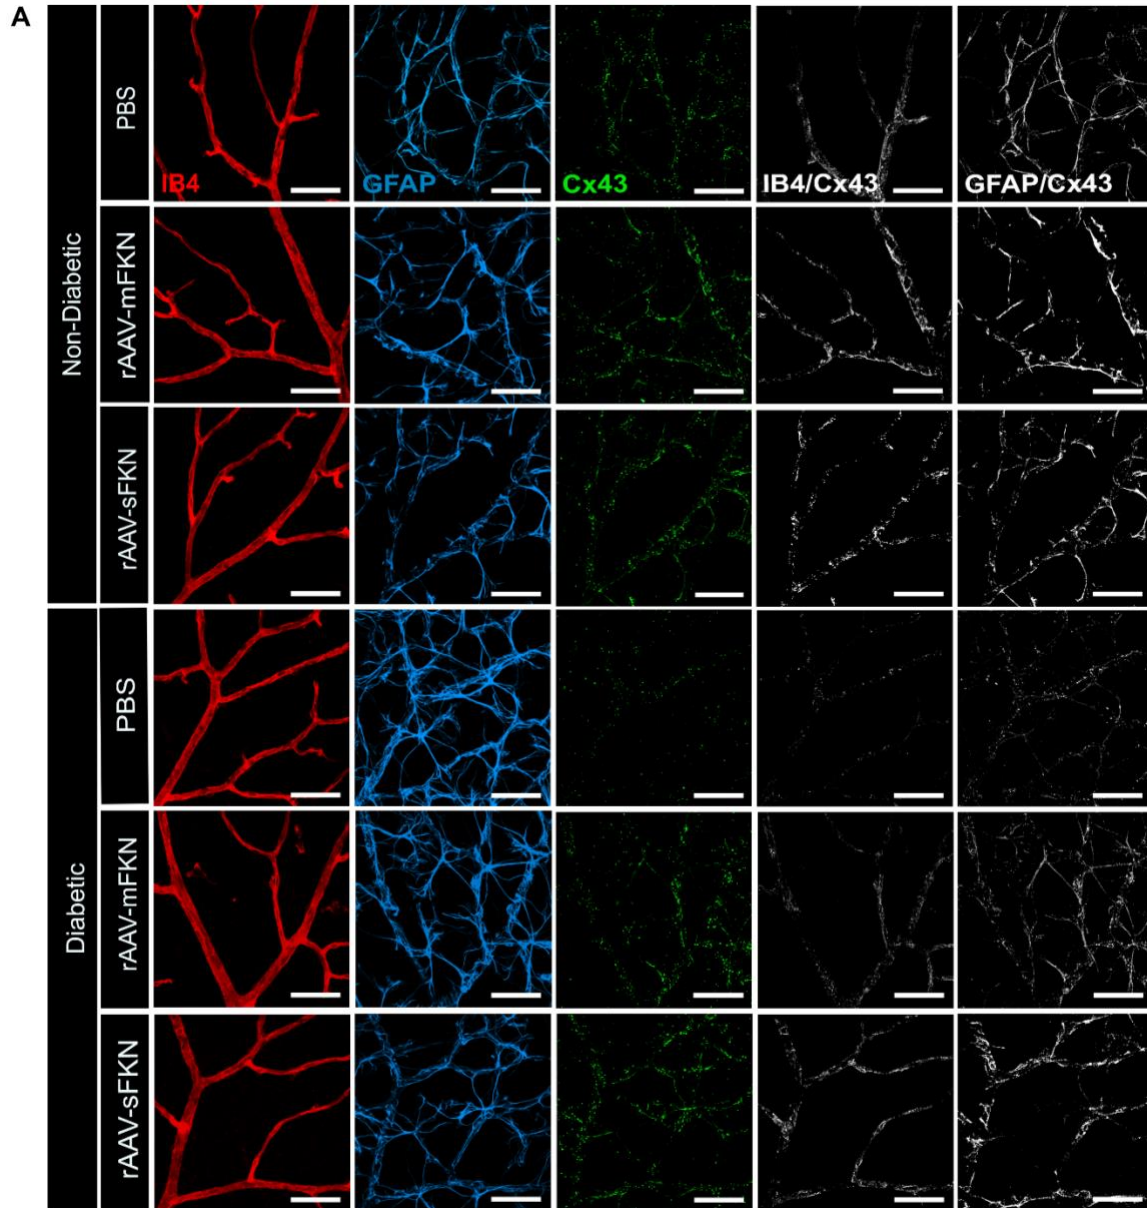 A
Non-Diabetic
PBS
IB4
GFAP
Cx43
IB4/Cx43
GFAP/Cx43
rAAV-mFKN
rAAV-sFKN
Diabetic
PBS
rAAV-mFKN
rAAV-sFKN